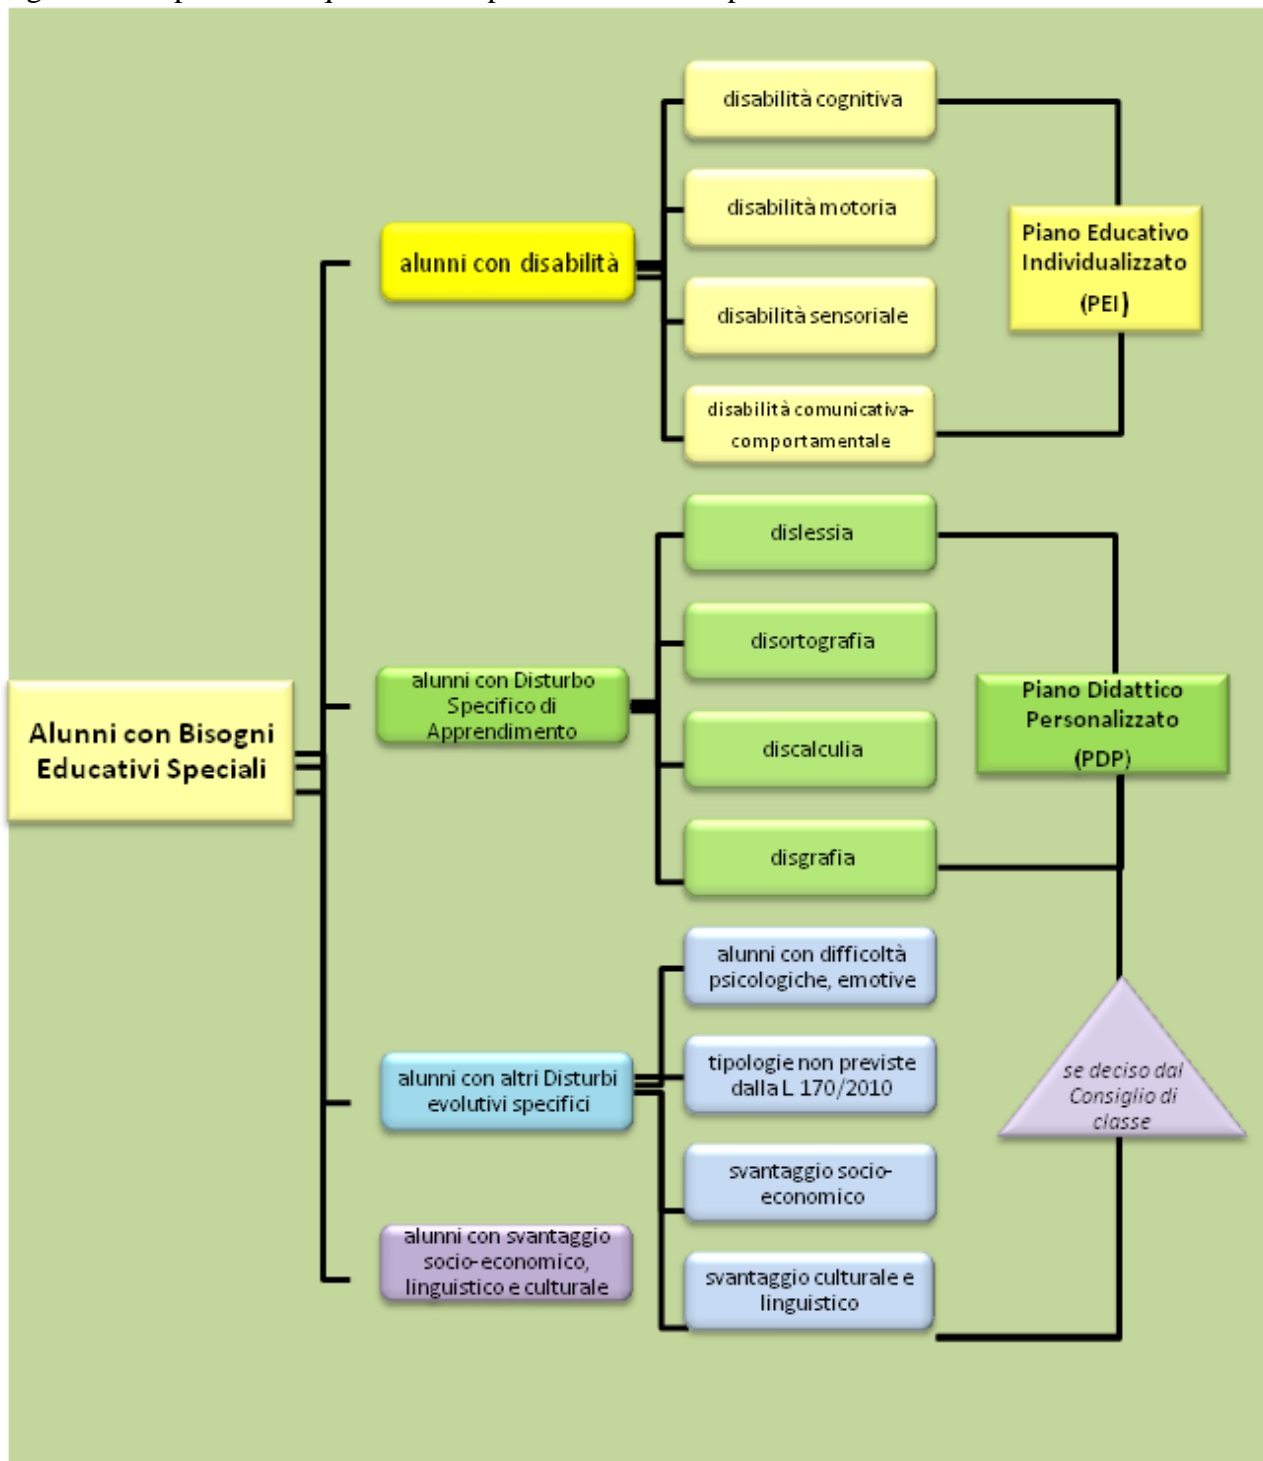 disabilità cognitiva
disabilità motoria
alunni con disabilità
disabilità sensoriale
disabilità comunicativa-
comportamentale
Piano Educativo
Individualizzato
(PEI)
dislessia
disortografia
alunni con Disturbo
Specifico di
Apprendimento
discalculia
disgrafia
Piano Didattico
Personalizzato
(PDP)
Alunni con Bisogni
Educativi Speciali
alunni con difficoltà
psicologiche, emotive
tipologie non previste
dalla L 170/2010
alunni con altri Disturbi
evolutivi specifici
svantaggio socio-
economico
svantaggio culturale e
linguistico
alunni con svantaggio
socio-economico,
linguistico e culturale
se deciso dal
Consiglio di
classe